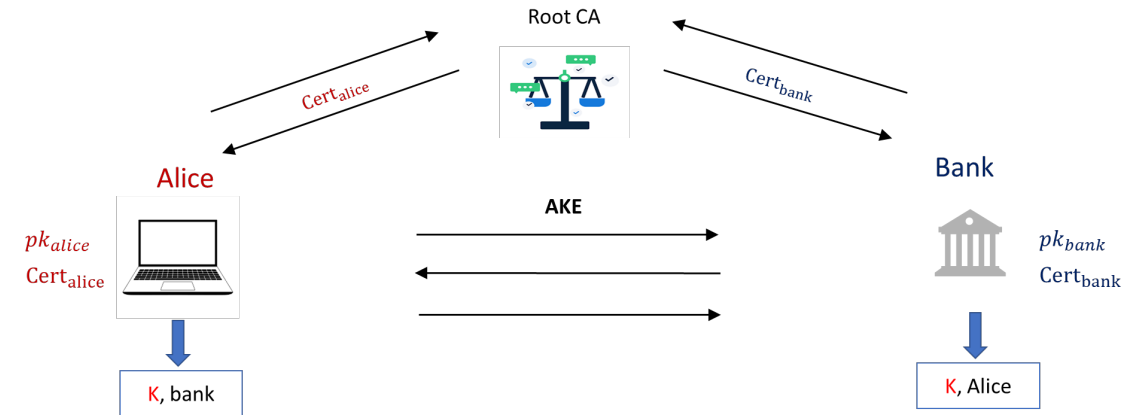 Root CA
Cert_alice
Cert_bank
Alice
Bank
AKE
pk_alice
Cert_alice
pk_bank
Cert_bank
K, bank
K, Alice